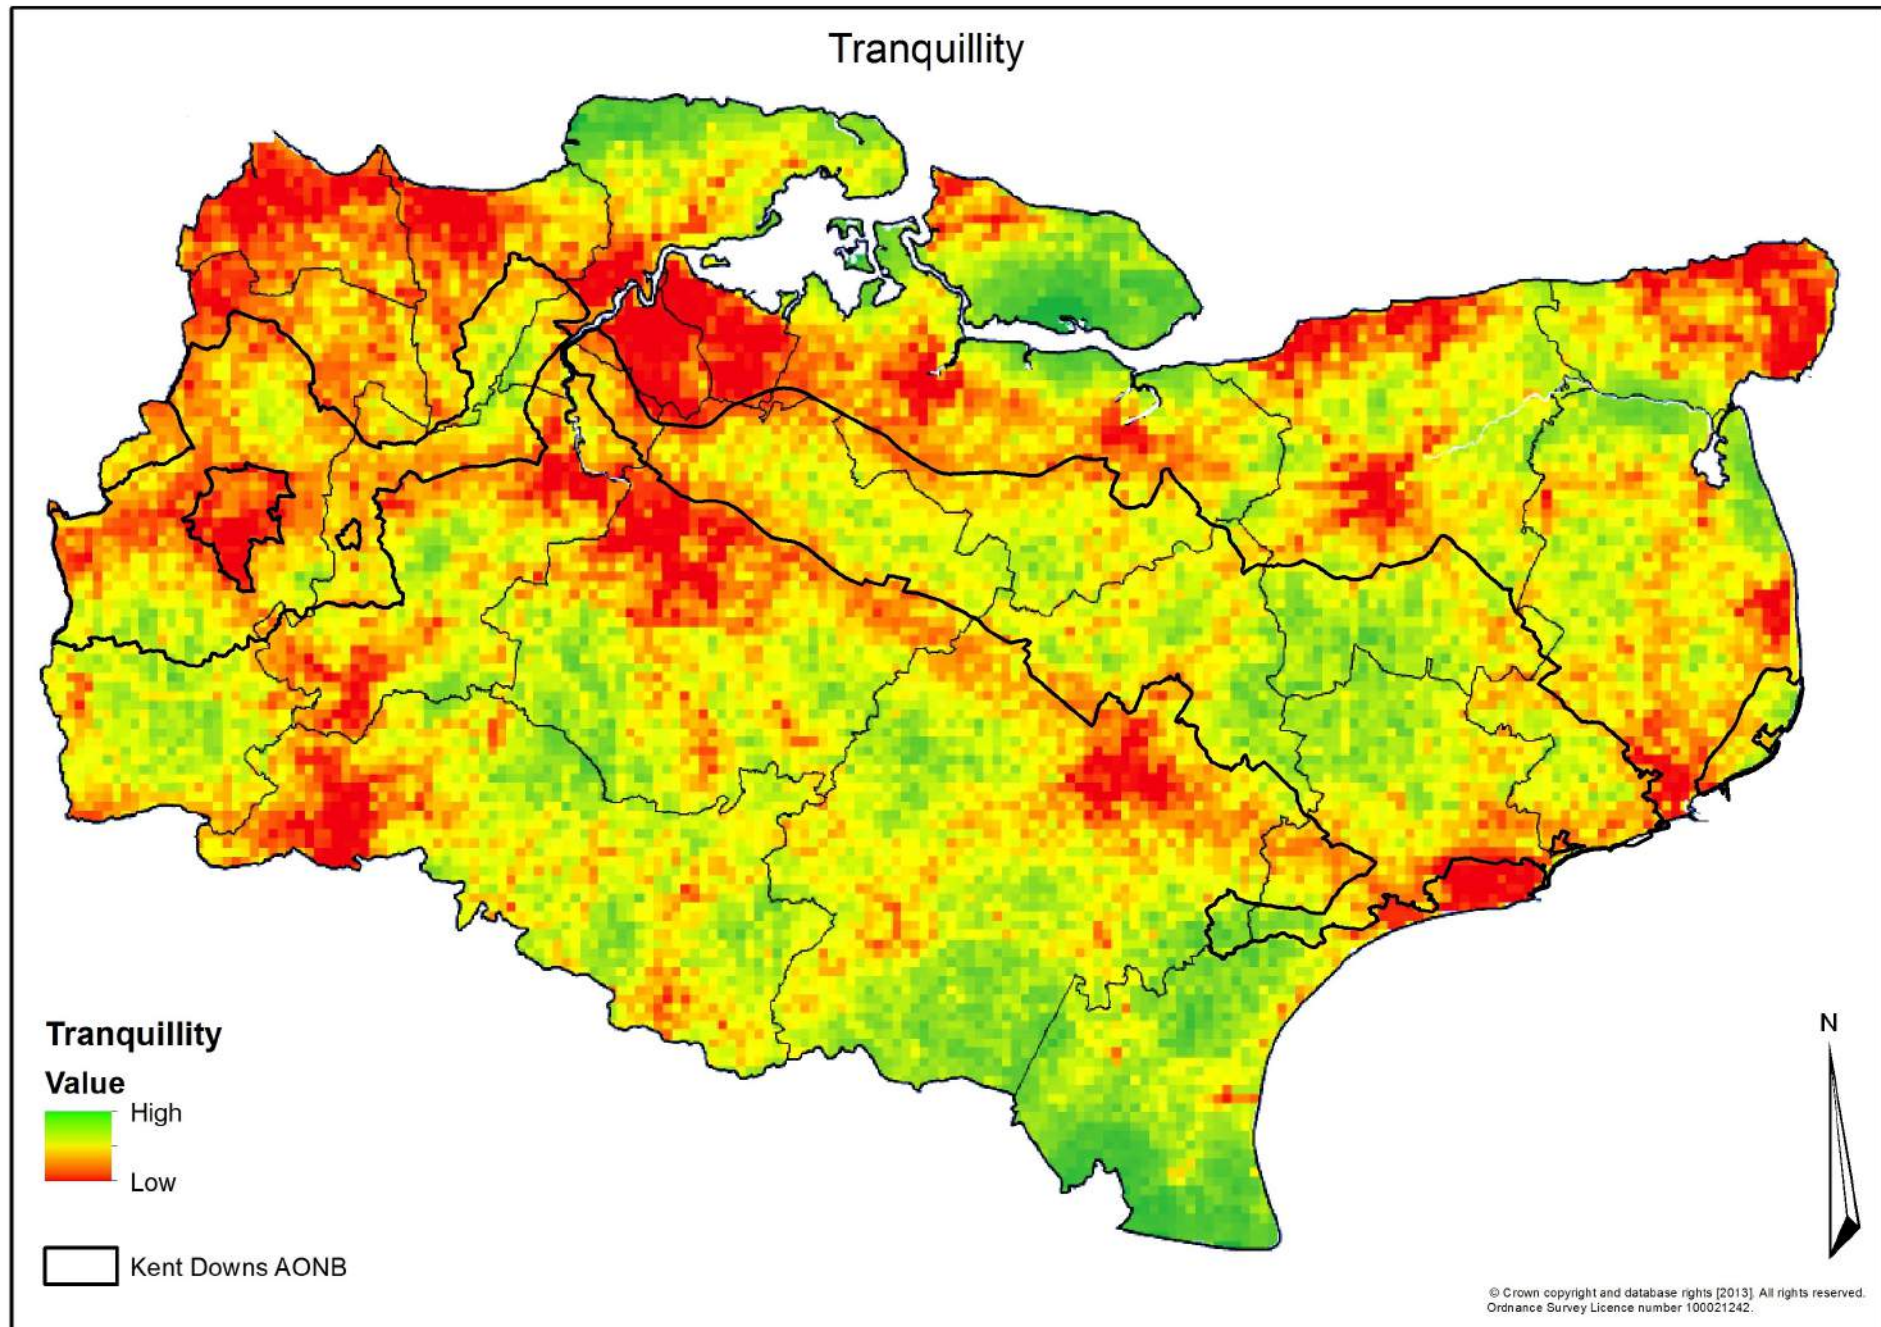 Tranquillity
Tranquillity
Value
High
Low
Kent Downs AONB
N
© Crown copyright and database rights [2013]. All rights reserved.
Ordnance Survey Licence number 100021242.